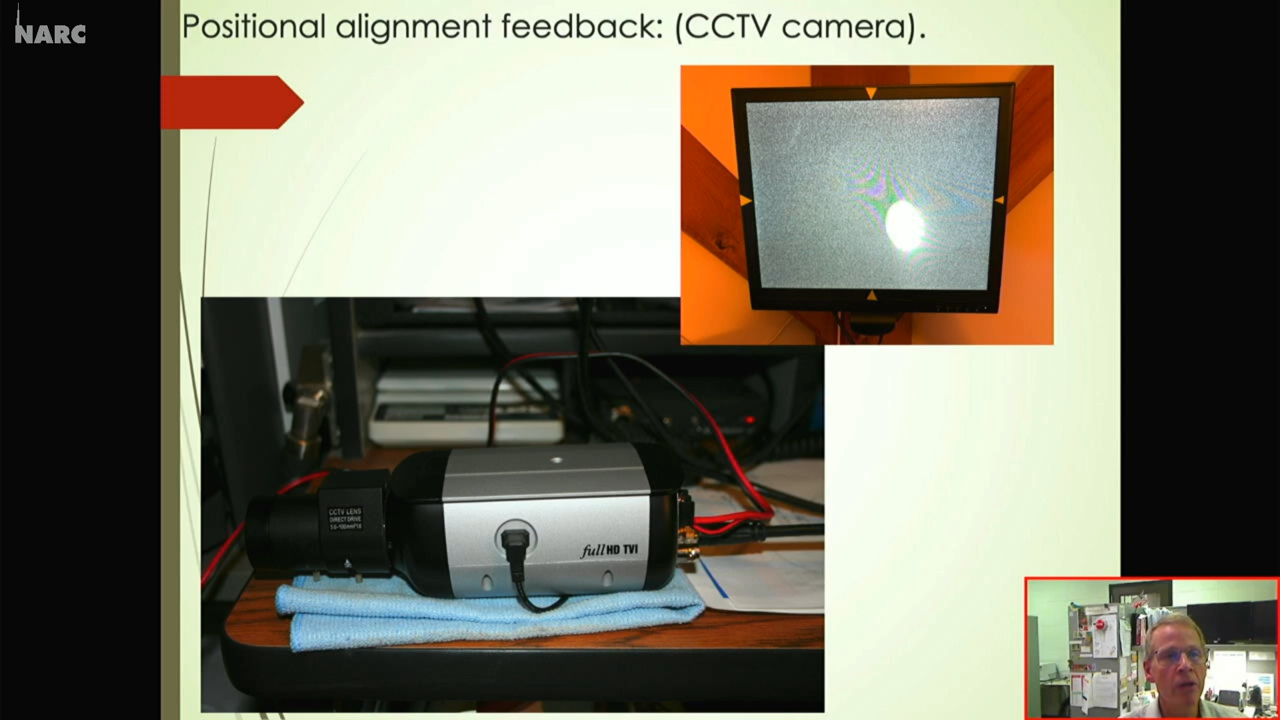 NARC
Positional alignment feedback: (CCTV camera).
CCTV LENS
DIRECT DRIVE
full HD TVI